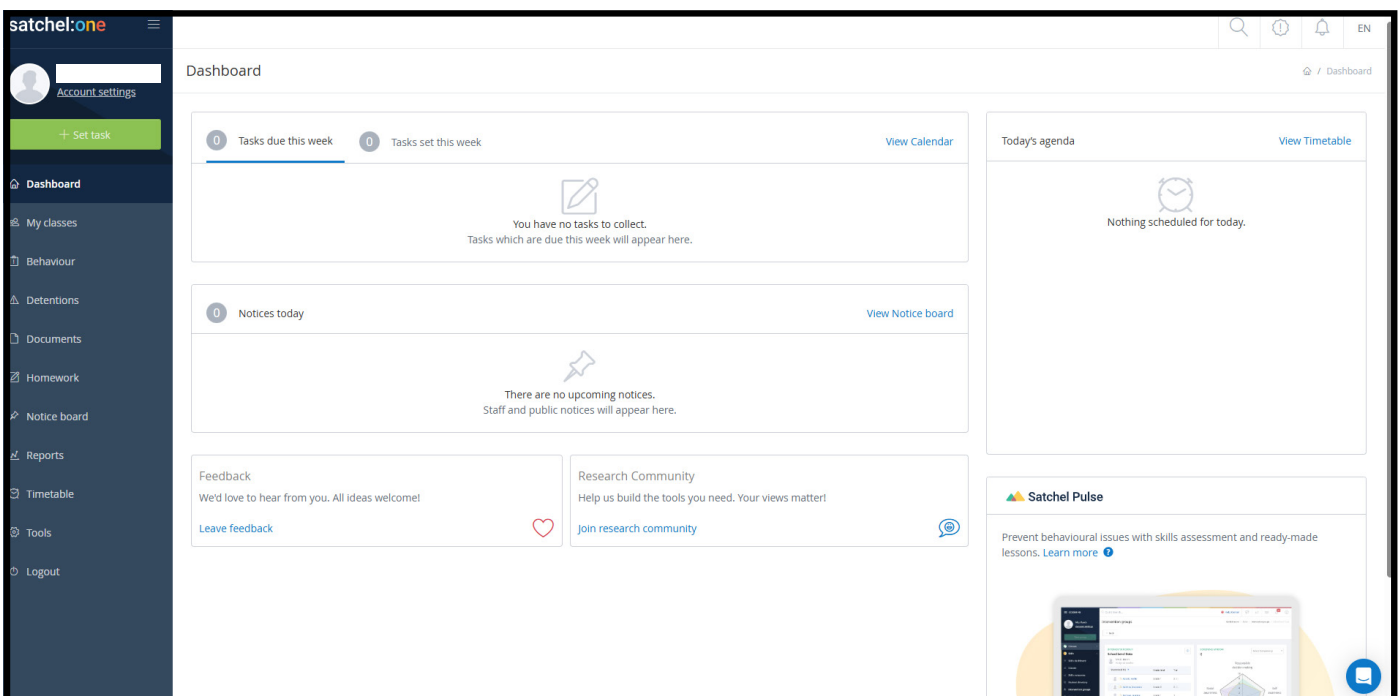 satchel:one
EN
Account settings
+ Set task
Dashboard
My classes
Behaviour
Detentions
Documents
Homework
Notice board
Reports
Timetable
Tools
Logout
Dashboard
/ Dashboard
0 Tasks due this week 0 Tasks set this week View Calendar
You have no tasks to collect.
Tasks which are due this week will appear here.
0 Notices today View Notice board
There are no upcoming notices.
Staff and public notices will appear here.
Feedback
We'd love to hear from you. All ideas welcome!
Leave feedback
Research Community
Help us build the tools you need. Your views matter!
Join research community
Today's agenda View Timetable
Nothing scheduled for today.
Satchel Pulse
Prevent behavioural issues with skills assessment and ready-made
lessons. Learn more ?